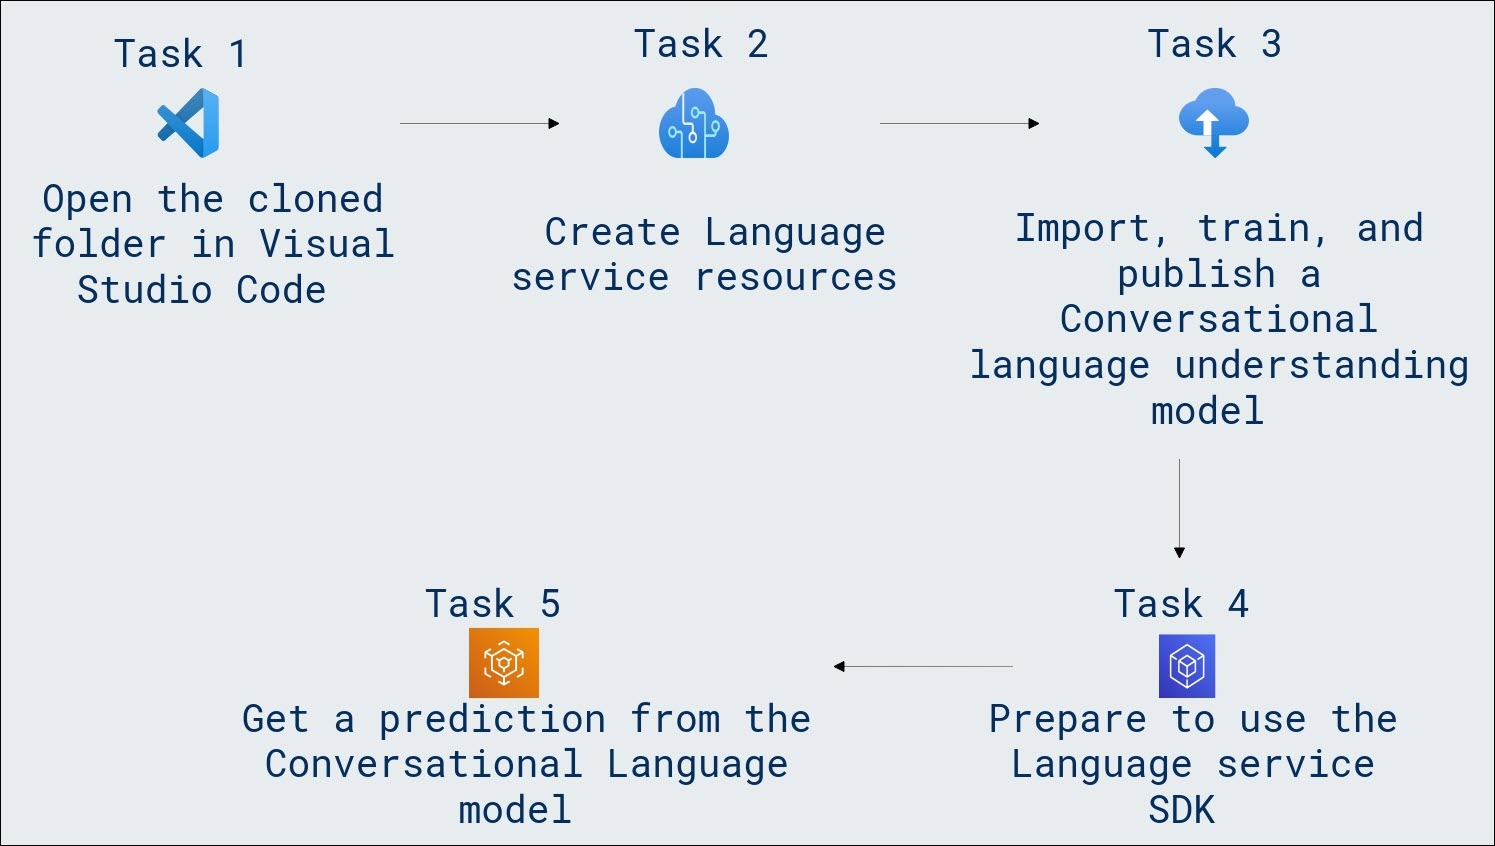 Task 1
Open the cloned
folder in Visual
Studio Code
Task 2
Create Language
service resources
Task 3
Import, train, and
publish a
Conversational
language understanding
model
Task 4
Prepare to use the
Language service
SDK
Task 5
Get a prediction from the
Conversational Language
model